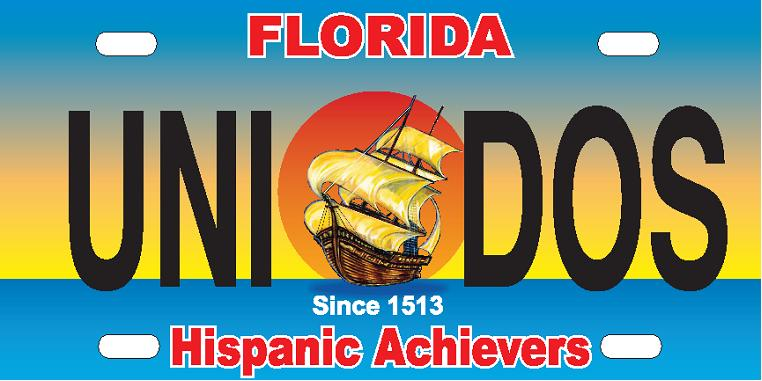 FLORIDA
UNI DOS
Since 1513
Hispanic Achievers